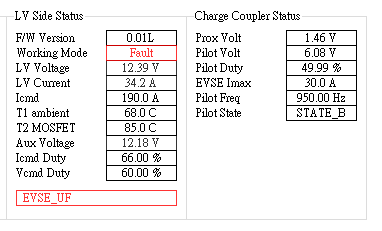 LV Side Status
F/W Version 0.01L
Working Mode Fault
LV Voltage 12.39 V
LV Current 34.2 A
Icmd 190.0 A
T1 ambient 68.0 C
T2 MOSFET 85.0 C
Aux Voltage 12.18 V
Icmd Duty 66.00 %
Vcmd Duty 60.00 %
EVSE_UF
Charge Coupler Status
Prox Volt 1.46 V
Pilot Volt 6.08 V
Pilot Duty 49.99 %
EVSE Imax 30.0 A
Pilot Freq 950.00 Hz
Pilot State STATE_B